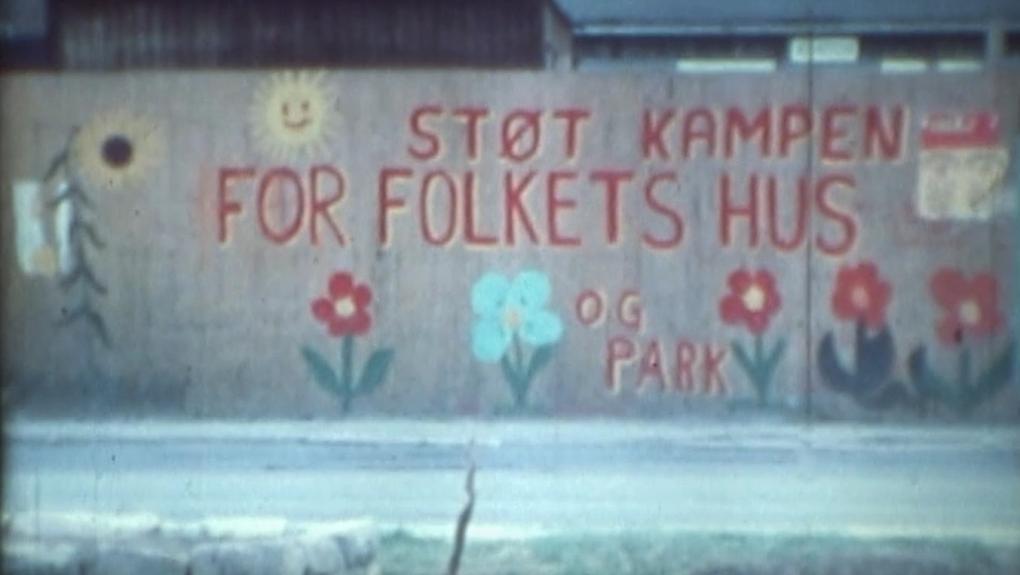 STØT KAMPEN
FOR FOLKETS HUS
OG
PARK